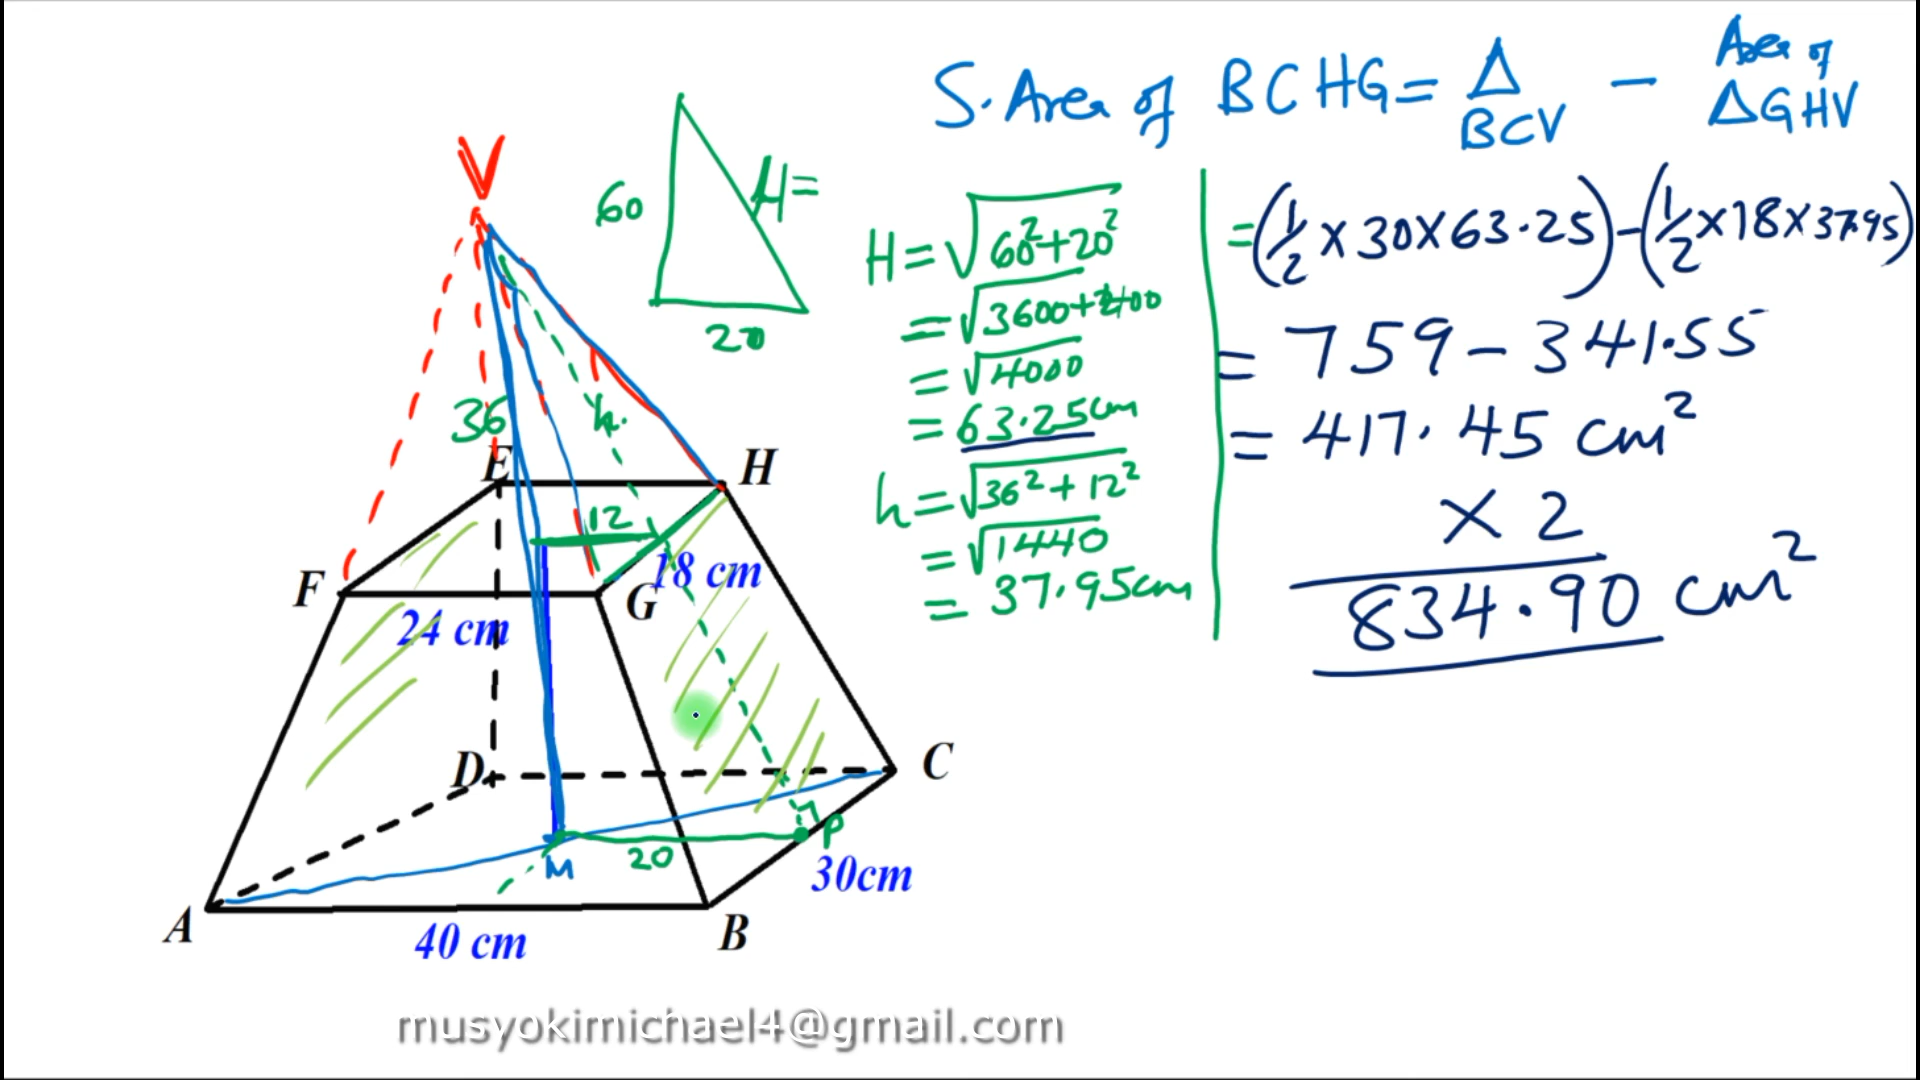 S. Area of BCHG = Δ BCV − Area of ΔGHV
V
60
H=
20
H = √60²+20²
= √3600+400
= √4000
= 63.25cm
h = √36² + 12²
= √1440
= 37.95cm
= (½ x 30 x 63.25) − (½ x 18 x 37.95)
= 759 − 341.55
= 417.45 cm²
x 2
834.90 cm²
36
h
E
H
12
18 cm
F
G
24 cm
D
C
M
20
P
30cm
A
B
40 cm
musyokimichael4@gmail.com